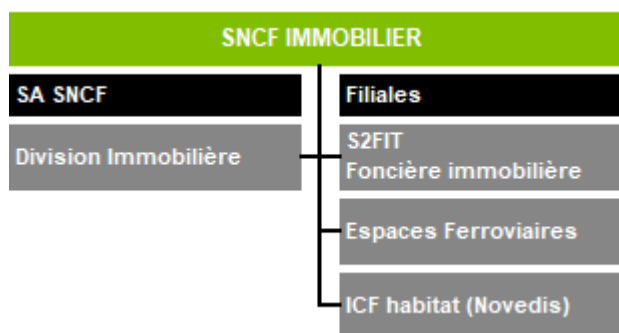 SNCF IMMOBILIER
SA SNCF
Filiales
Division Immobilière
S2FIT
Foncière immobilière
Espaces Ferroviaires
ICF habitat (Novedis)